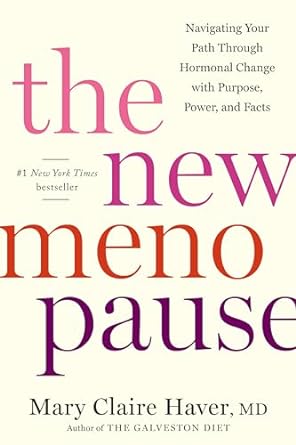 Navigating Your
Path Through
Hormonal Change
with Purpose,
Power, and Facts
the
#1 New York Times
bestseller
new
meno
pause
Mary Claire Haver, MD
Author of THE GALVESTON DIET